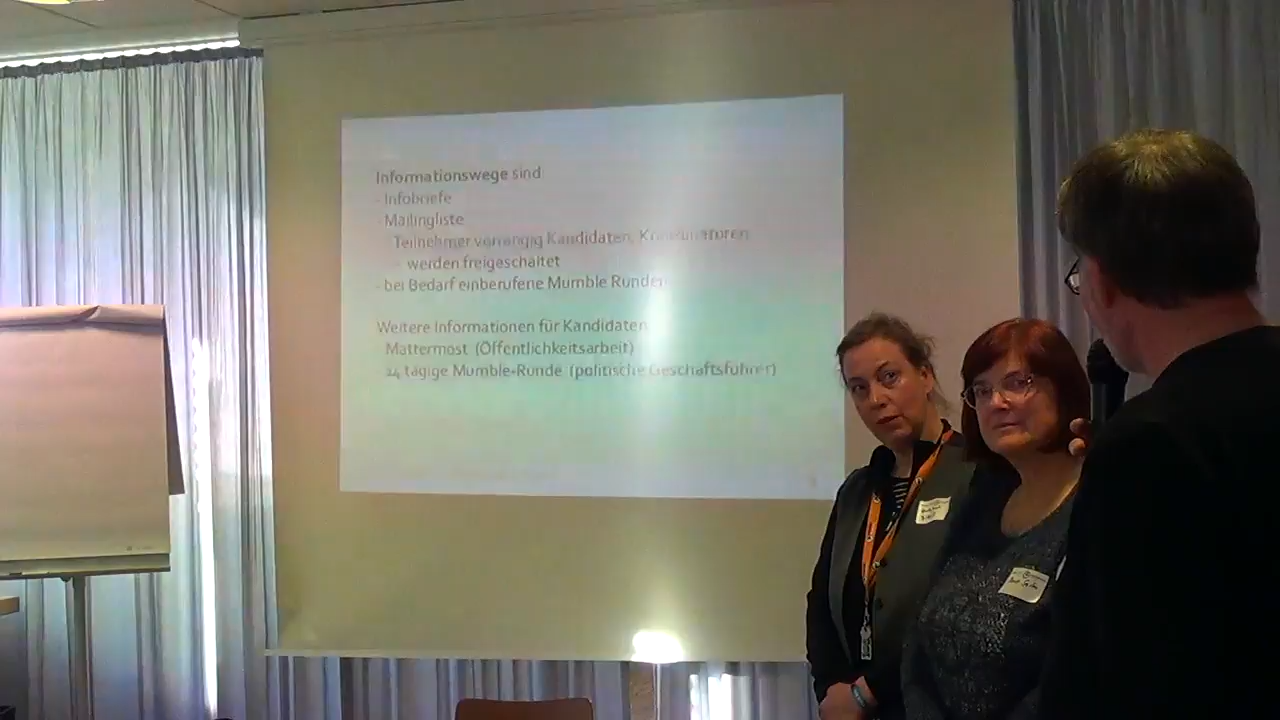 Informationswege sind
- Infobriefe
- Mailingliste
Teilnehmer vorrangig Kandidaten, Koordinatoren
- werden freigeschaltet
- bei Bedarf einberufene Mumble Runden
Weitere Informationen für Kandidaten
Mattermost (Öffentlichkeitsarbeit)
14 tägige Mumble-Runde (politische Geschäftsführer)